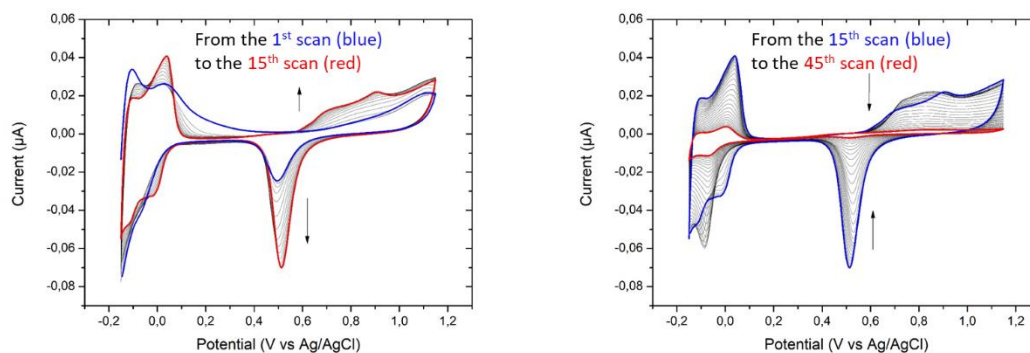 From the 1st scan (blue)
to the 15th scan (red)
0,06
0,04
0,02
0,00
-0,02
-0,04
-0,06
-0,08
Current (µA)
-0,2 0,0 0,2 0,4 0,6 0,8 1,0 1,2
Potential (V vs Ag/AgCl)
From the 15th scan (blue)
to the 45th scan (red)
0,06
0,04
0,02
0,00
-0,02
-0,04
-0,06
-0,08
Current (µA)
-0,2 0,0 0,2 0,4 0,6 0,8 1,0 1,2
Potential (V vs Ag/AgCl)